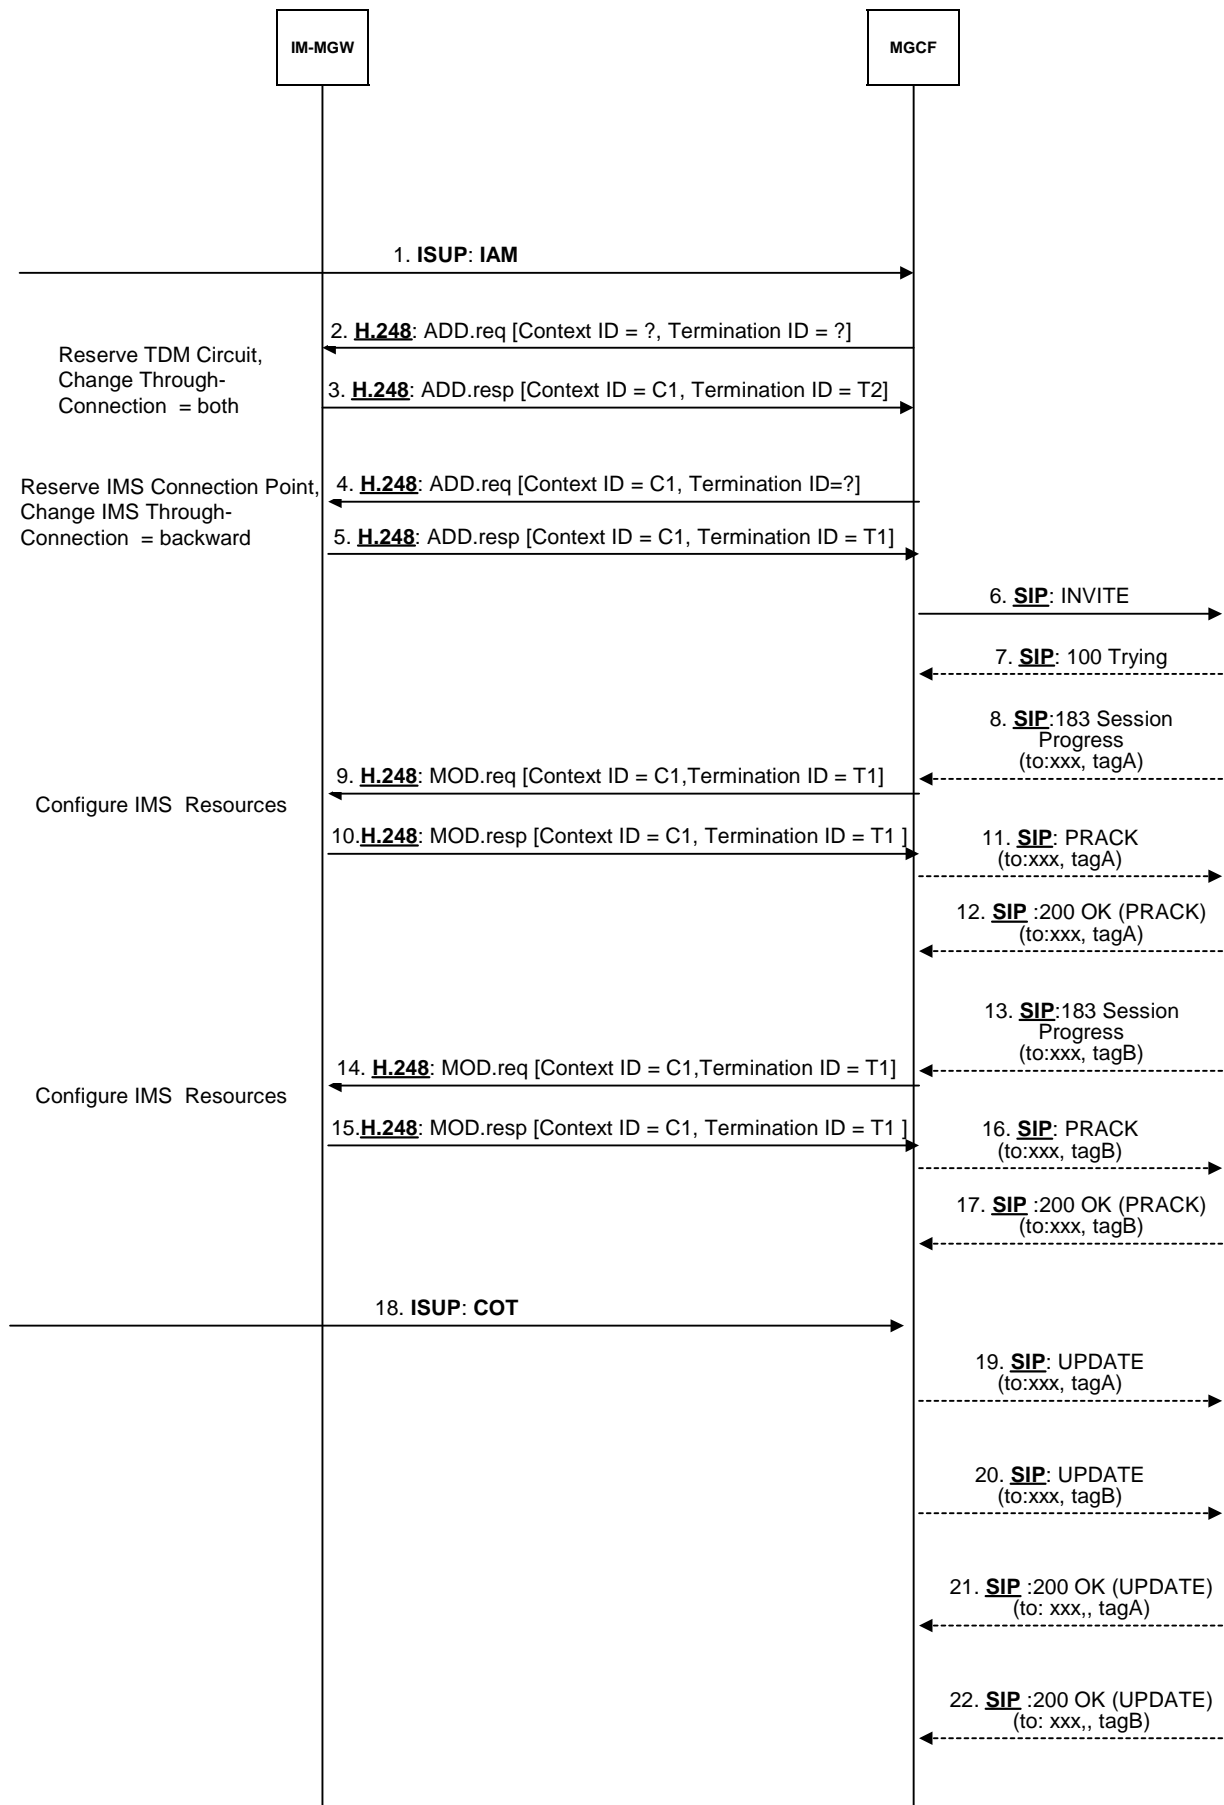 IM-MGW
MGCF
1. ISUP: IAM
2. H.248: ADD.req [Context ID = ?, Termination ID = ?]
Reserve TDM Circuit,
Change Through-
Connection = both
3. H.248: ADD.resp [Context ID = C1, Termination ID = T2]
4. H.248: ADD.req [Context ID = C1, Termination ID=?]
Reserve IMS Connection Point,
Change IMS Through-
Connection = backward
5. H.248: ADD.resp [Context ID = C1, Termination ID = T1]
6. SIP: INVITE
7. SIP: 100 Trying
8. SIP:183 Session
Progress
(to:xxx, tagA)
9. H.248: MOD.req [Context ID = C1,Termination ID = T1]
Configure IMS Resources
10.H.248: MOD.resp [Context ID = C1, Termination ID = T1 ]
11. SIP: PRACK
(to:xxx, tagA)
12. SIP :200 OK (PRACK)
(to:xxx, tagA)
13. SIP:183 Session
Progress
(to:xxx, tagB)
14. H.248: MOD.req [Context ID = C1,Termination ID = T1]
Configure IMS Resources
15.H.248: MOD.resp [Context ID = C1, Termination ID = T1 ]
16. SIP: PRACK
(to:xxx, tagB)
17. SIP :200 OK (PRACK)
(to:xxx, tagB)
18. ISUP: COT
19. SIP: UPDATE
(to:xxx, tagA)
20. SIP: UPDATE
(to:xxx, tagB)
21. SIP :200 OK (UPDATE)
(to: xxx,, tagA)
22. SIP :200 OK (UPDATE)
(to: xxx,, tagB)